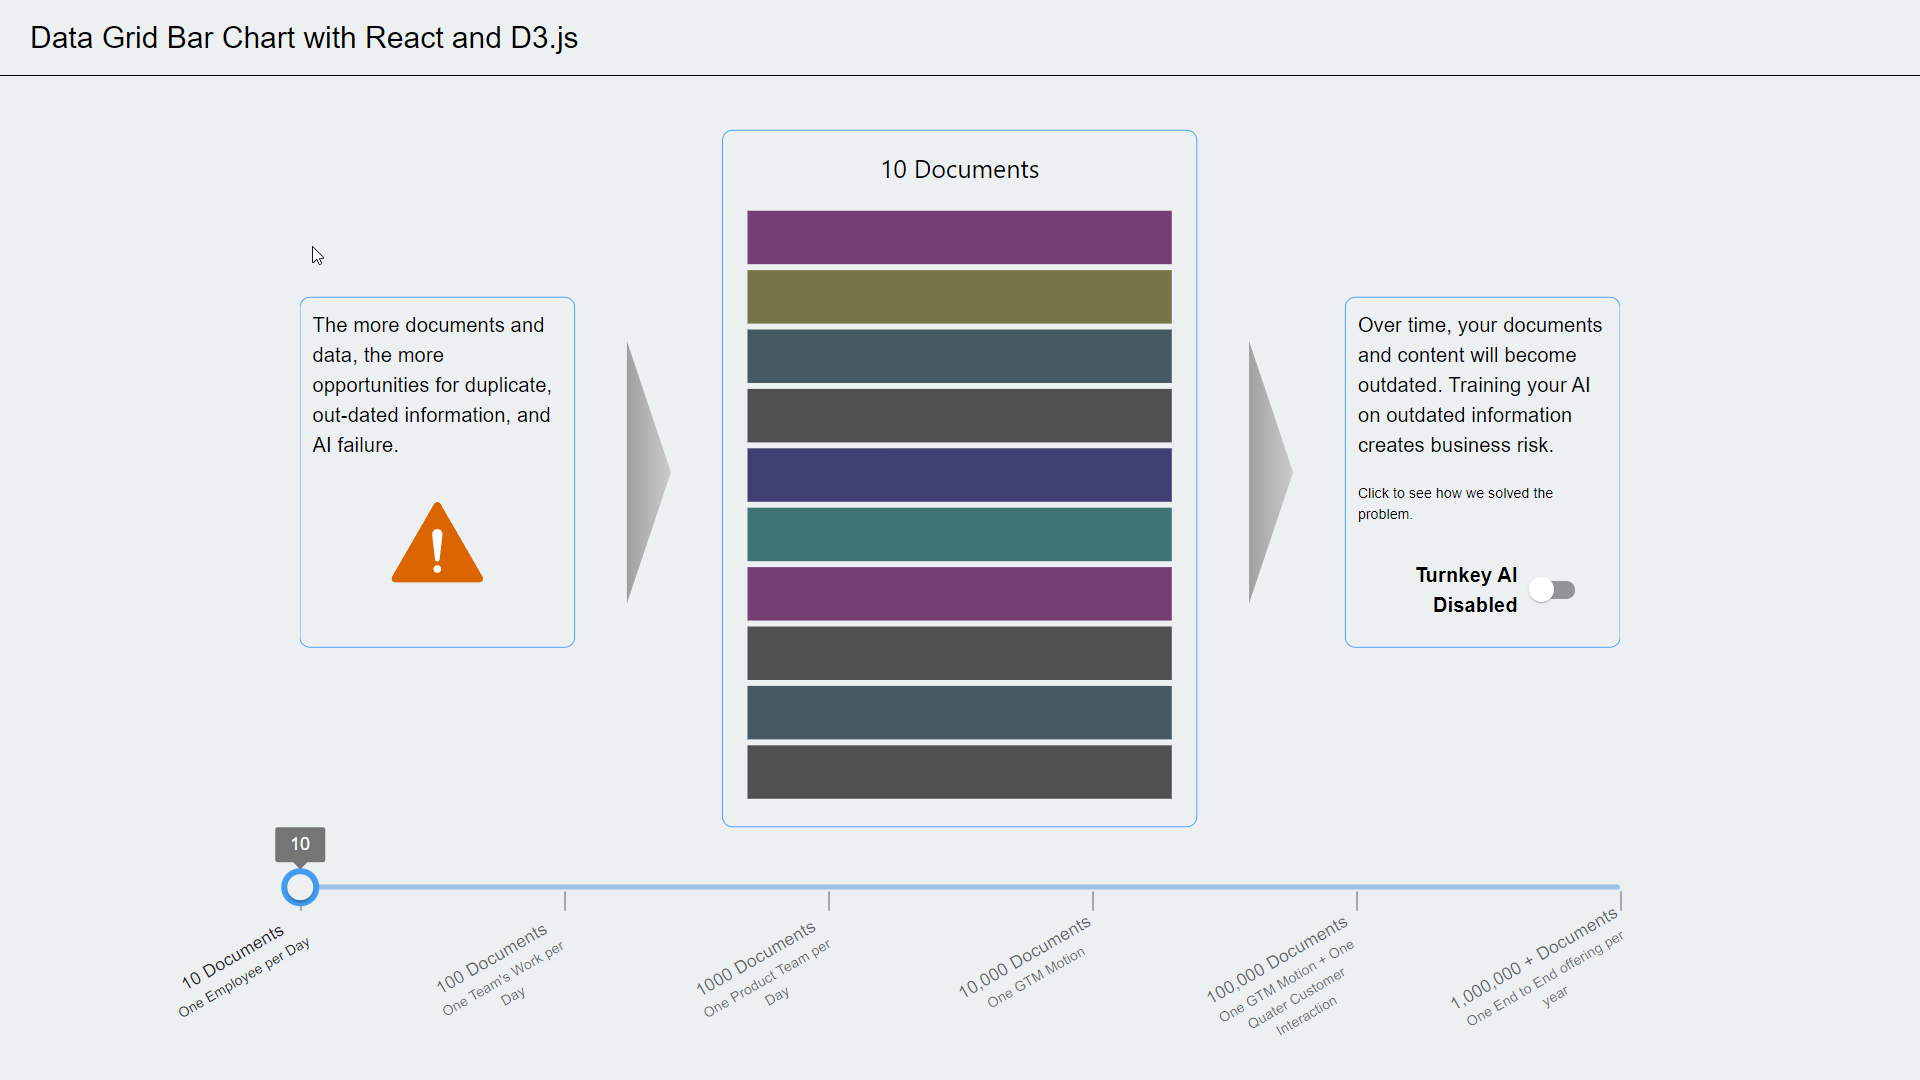 Data Grid Bar Chart with React and D3.js
10 Documents
The more documents and
data, the more
opportunities for duplicate,
out-dated information, and
AI failure.
Over time, your documents
and content will become
outdated. Training your AI
on outdated information
creates business risk.
Click to see how we solved the
problem.
Turnkey AI
Disabled
10
10 Documents
One Employee per Day
100 Documents
One Team's Work per
Day
1000 Documents
One Product Team per
Day
10,000 Documents
One GTM Motion
100,000 Documents
One GTM Motion + One
Quater Customer
Interaction
1,000,000 + Documents
One End to End offering per
year